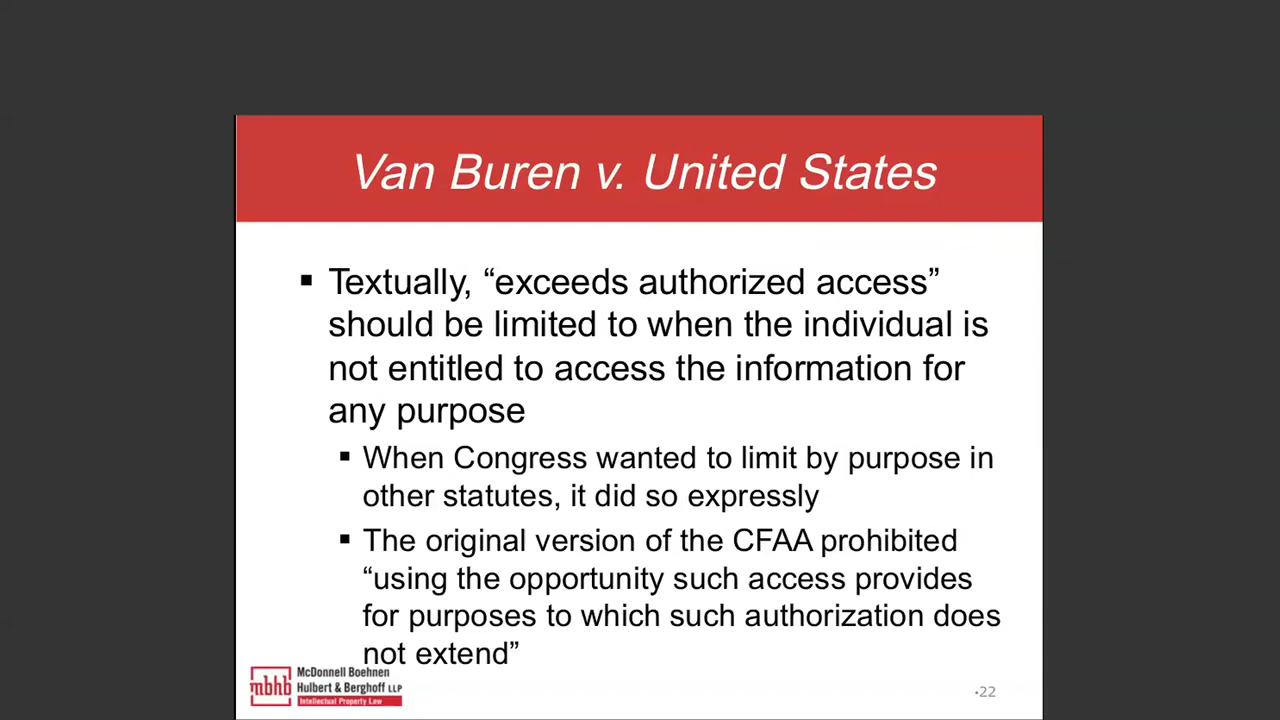 Van Buren v. United States
▪ Textually, “exceeds authorized access”
should be limited to when the individual is
not entitled to access the information for
any purpose
▪ When Congress wanted to limit by purpose in
other statutes, it did so expressly
▪ The original version of the CFAA prohibited
“using the opportunity such access provides
for purposes to which such authorization does
not extend”
mbhb
McDonnell Boehnen
Hulbert & Berghoff LLP
Intellectual Property Law
•22